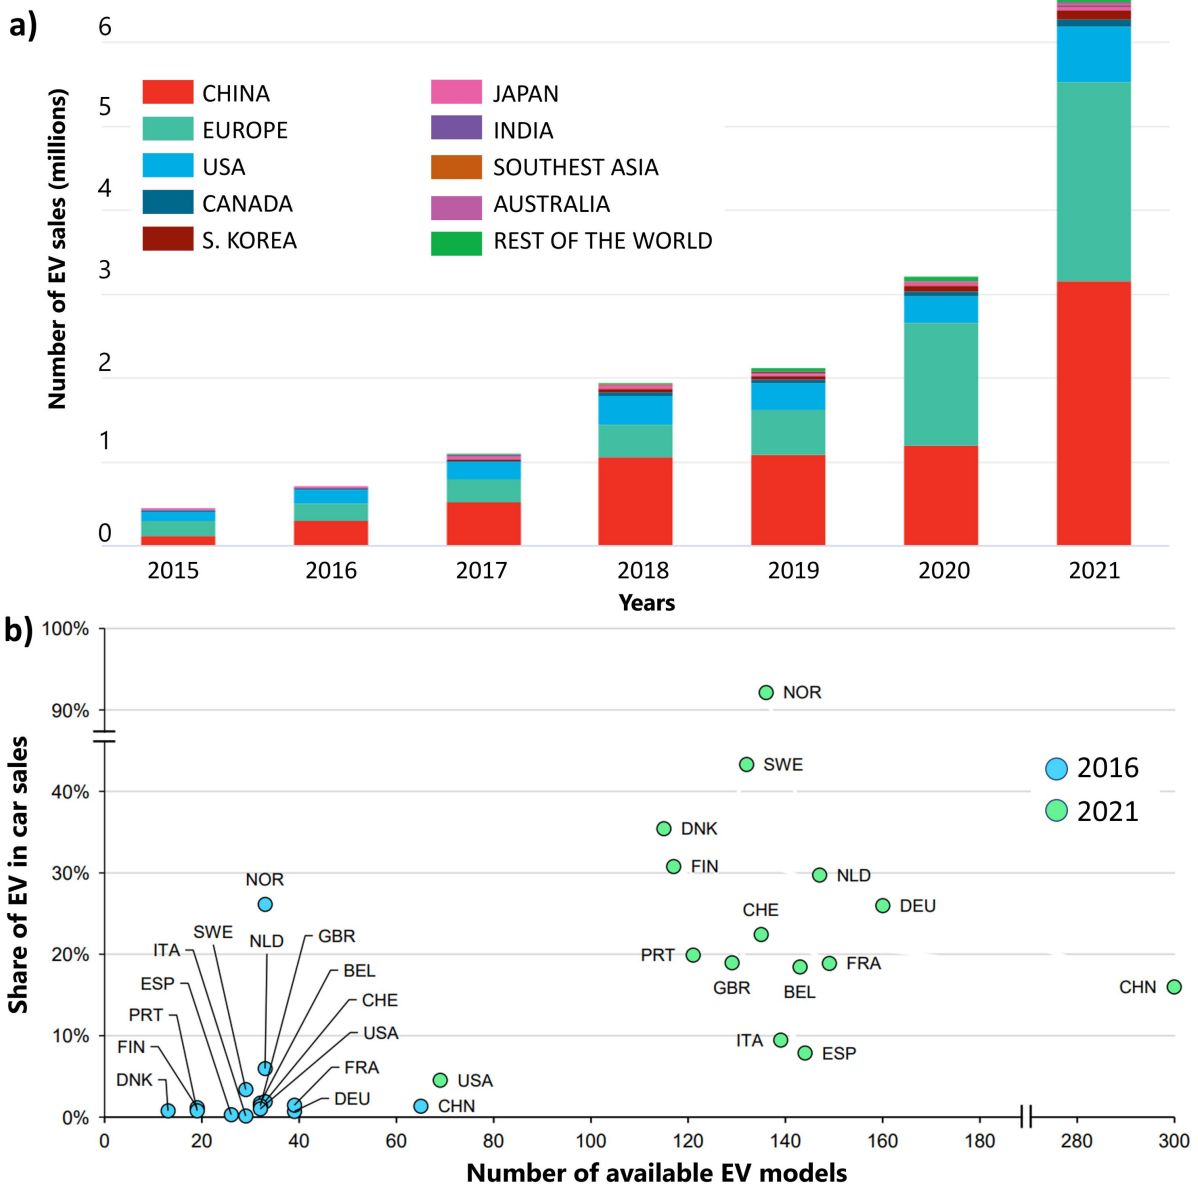 a)
Number of EV sales (millions)
6
5
4
3
2
1
0
CHINA
EUROPE
USA
CANADA
S. KOREA
JAPAN
INDIA
SOUTHEST ASIA
AUSTRALIA
REST OF THE WORLD
2015 2016 2017 2018 2019 2020 2021
Years
b)
Share of EV in car sales
100%
90%
40%
30%
20%
10%
0%
NOR
SWE
2016
2021
DNK
FIN
NLD
DEU
CHE
PRT
GBR
BEL
FRA
CHN
ITA
ESP
USA
NOR
SWE
NLD
GBR
ITA
BEL
ESP
CHE
PRT
USA
FIN
FRA
DNK
DEU
CHN
0 20 40 60 80 100 120 140 160 180 280 300
Number of available EV models